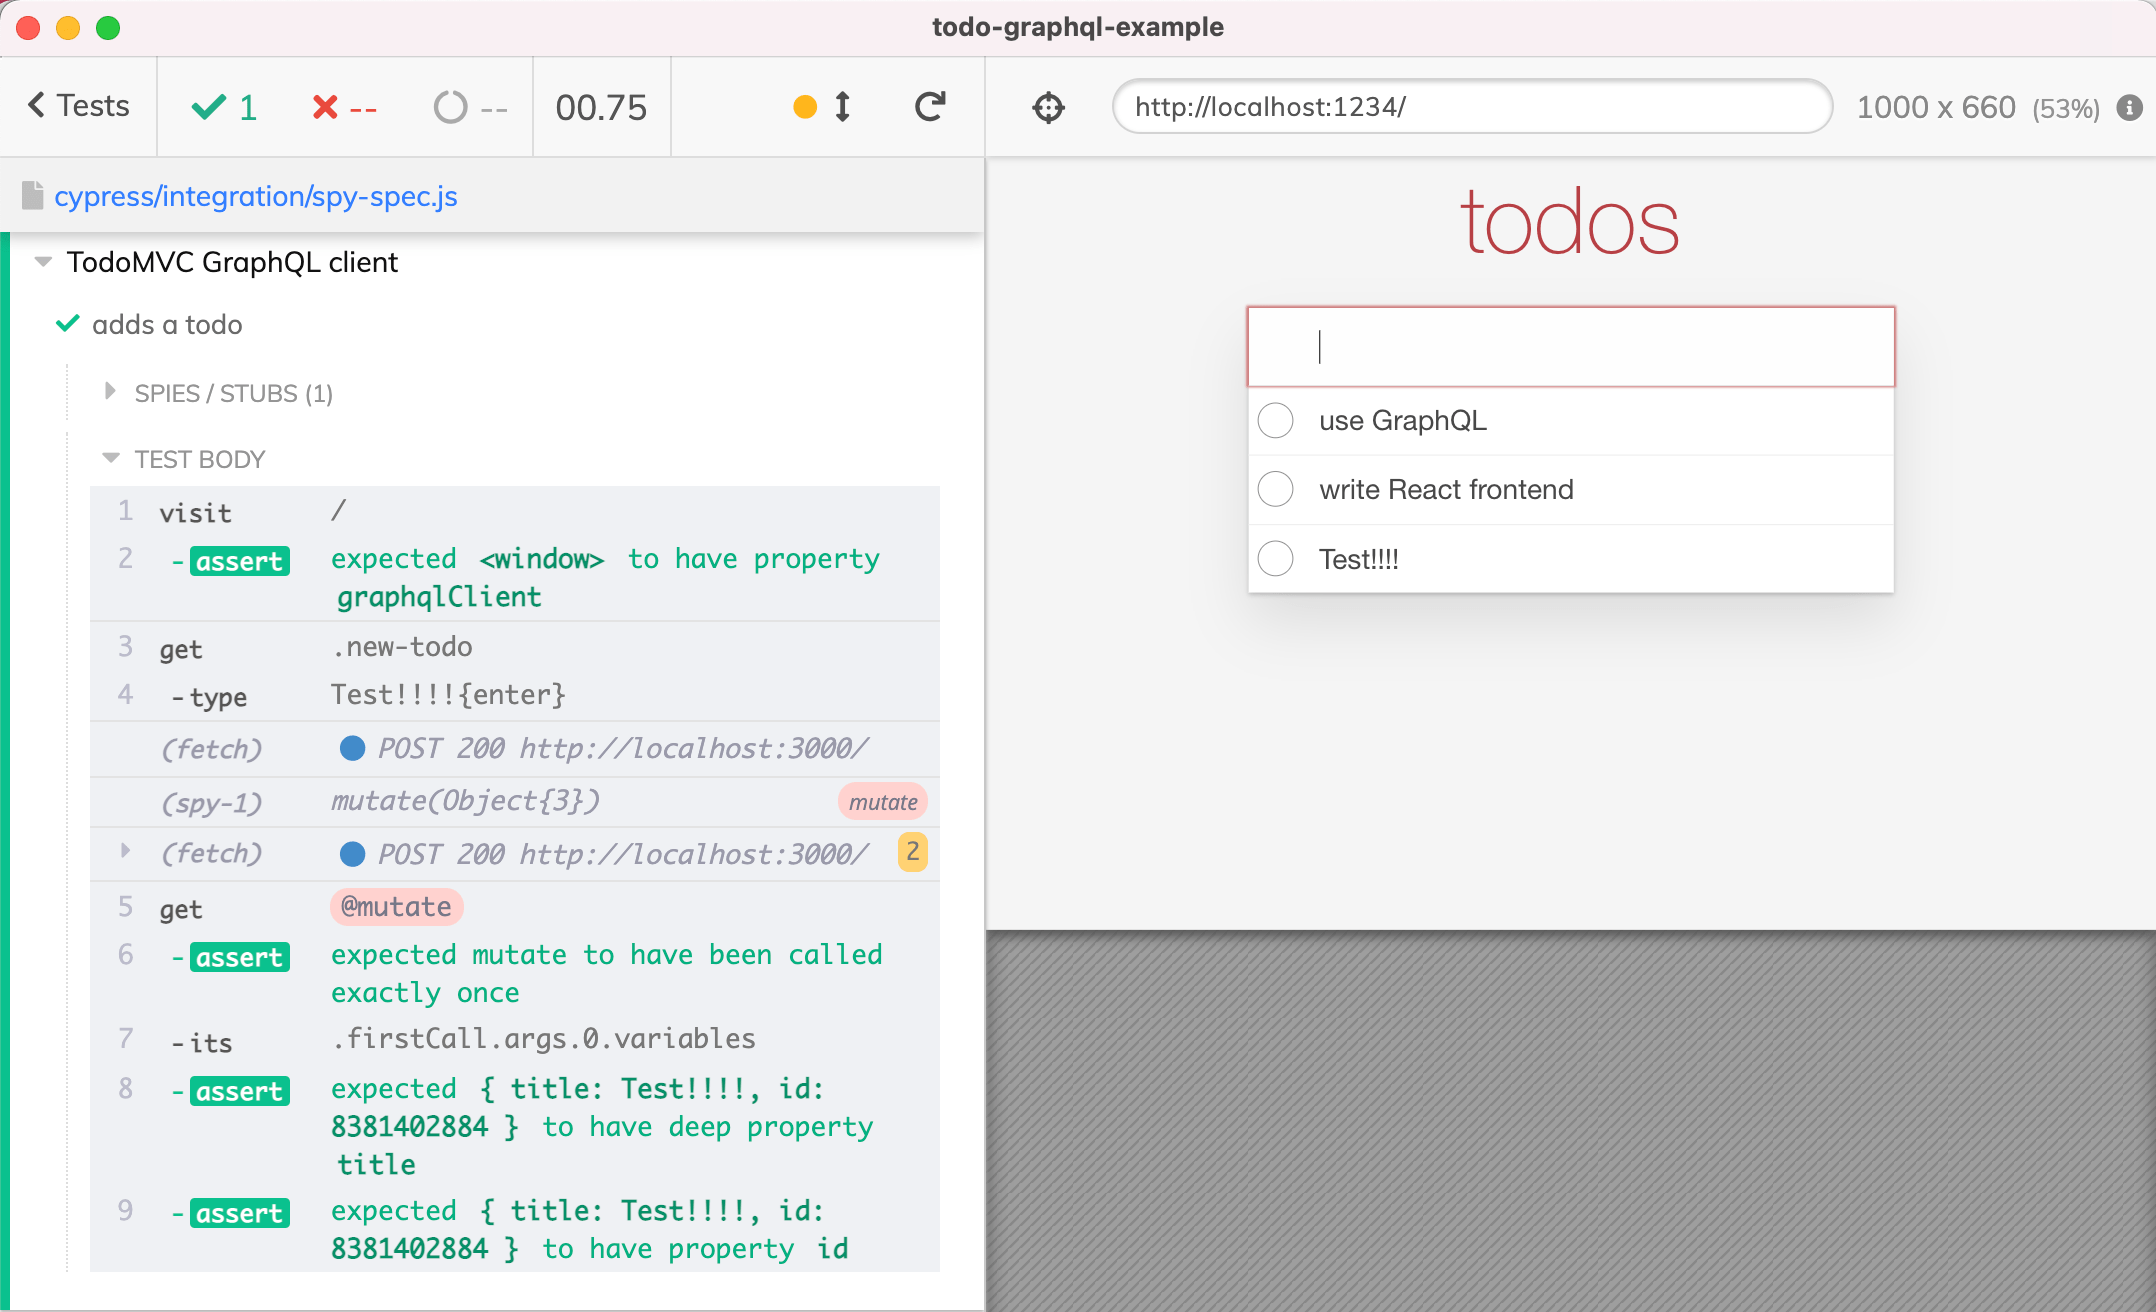 todo-graphql-example
Tests
1
--
--
00.75
http://localhost:1234/
1000 x 660 (53%)
cypress/integration/spy-spec.js
TodoMVC GraphQL client
adds a todo
SPIES / STUBS (1)
TEST BODY
1 visit /
2 -assert expected <window> to have property
graphqlClient
3 get .new-todo
4 -type Test!!!!{enter}
(fetch) POST 200 http://localhost:3000/
(spy-1) mutate(Object{3}) mutate
(fetch) POST 200 http://localhost:3000/ 2
5 get @mutate
6 -assert expected mutate to have been called
exactly once
7 -its .firstCall.args.0.variables
8 -assert expected { title: Test!!!!, id:
8381402884 } to have deep property
title
9 -assert expected { title: Test!!!!, id:
8381402884 } to have property id
todos
use GraphQL
write React frontend
Test!!!!